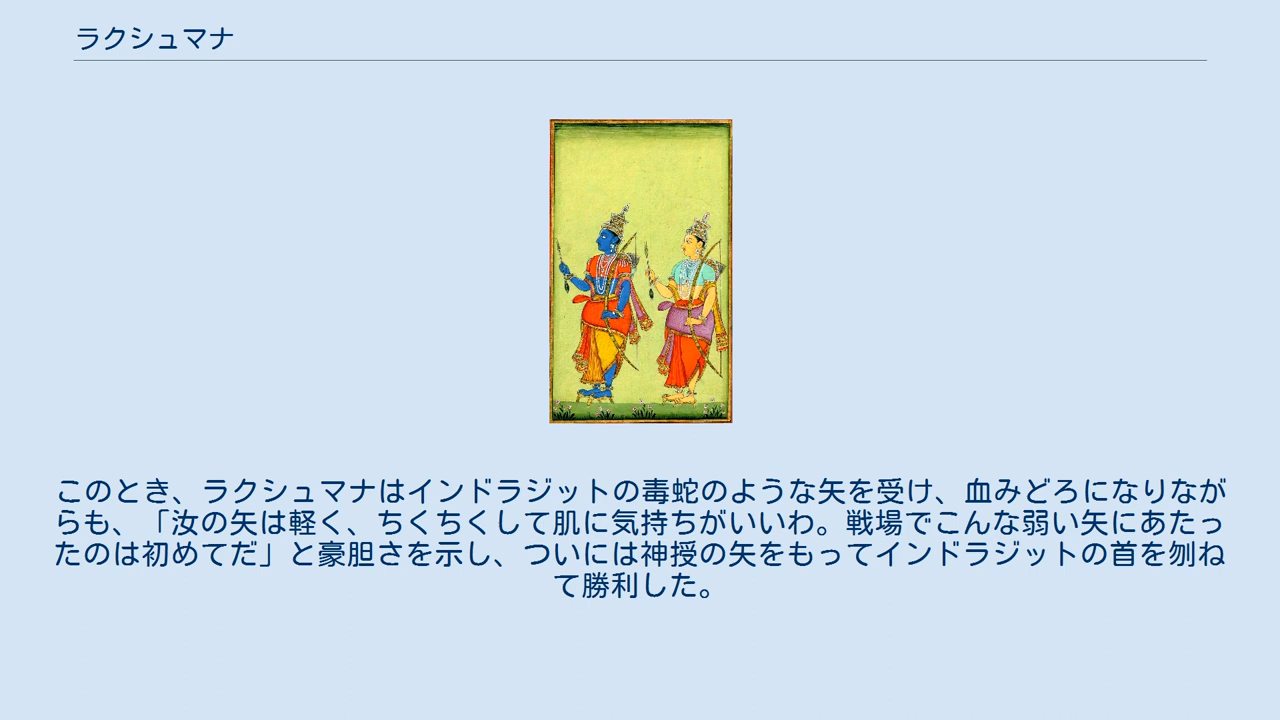 ラクシュマナ
このとき、ラクシュマナはインドラジットの毒蛇のような矢を受け、血みどろになりなが
らも、「汝の矢は軽く、ちくちくして肌に気持ちがいいわ。戦場でこんな弱い矢にあたっ
たのは初めてだ」と豪胆さを示し、ついには神授の矢をもってインドラジットの首を刎ね
て勝利した。